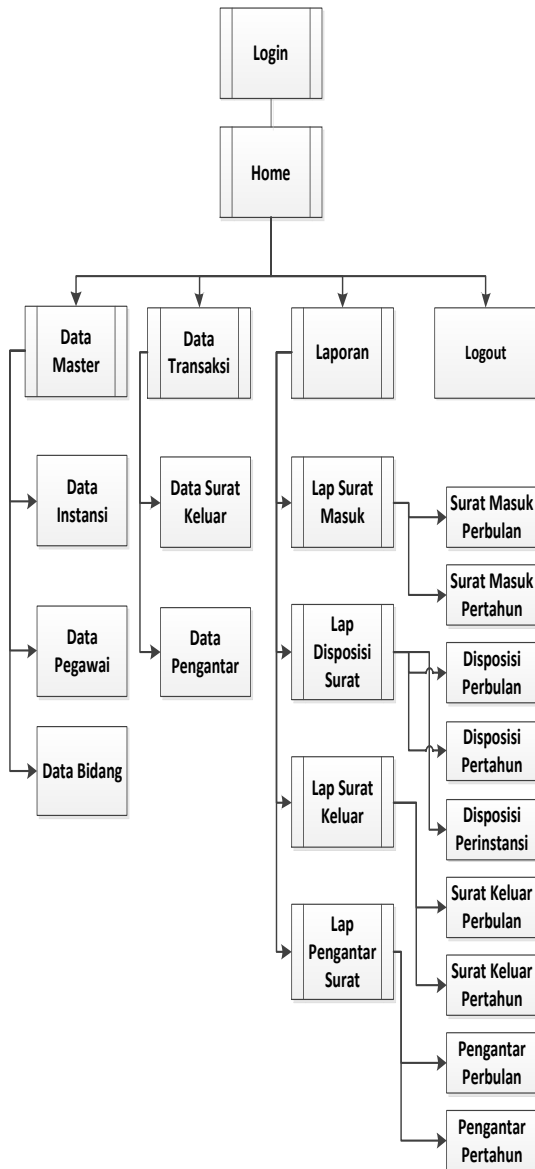 Login
Home
Data
Master
Data
Transaksi
Laporan
Logout
Data
Instansi
Data
Pegawai
Data Bidang
Data Surat
Keluar
Data
Pengantar
Lap Surat
Masuk
Lap
Disposisi
Surat
Lap Surat
Keluar
Lap
Pengantar
Surat
Surat Masuk
Perbulan
Surat Masuk
Pertahun
Disposisi
Perbulan
Disposisi
Pertahun
Disposisi
Perinstansi
Surat Keluar
Perbulan
Surat Keluar
Pertahun
Pengantar
Perbulan
Pengantar
Pertahun